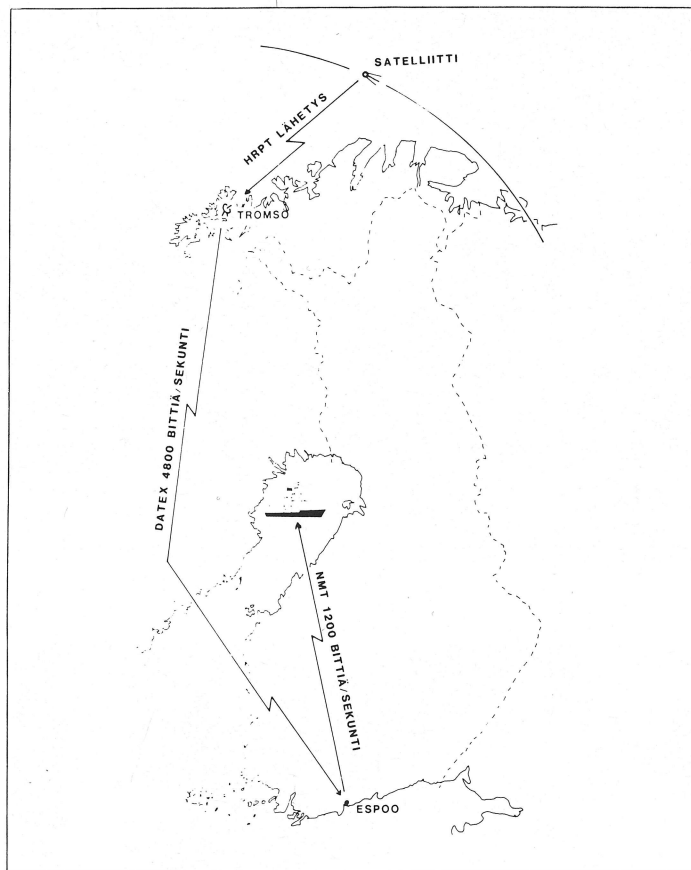 SATELLIITTI
HRPT LÄHETYS
TROMSÖ
DATEX 4800 BITTIÄ/SEKUNTI
NMT 1200 BITTIÄ/SEKUNTI
ESPOO